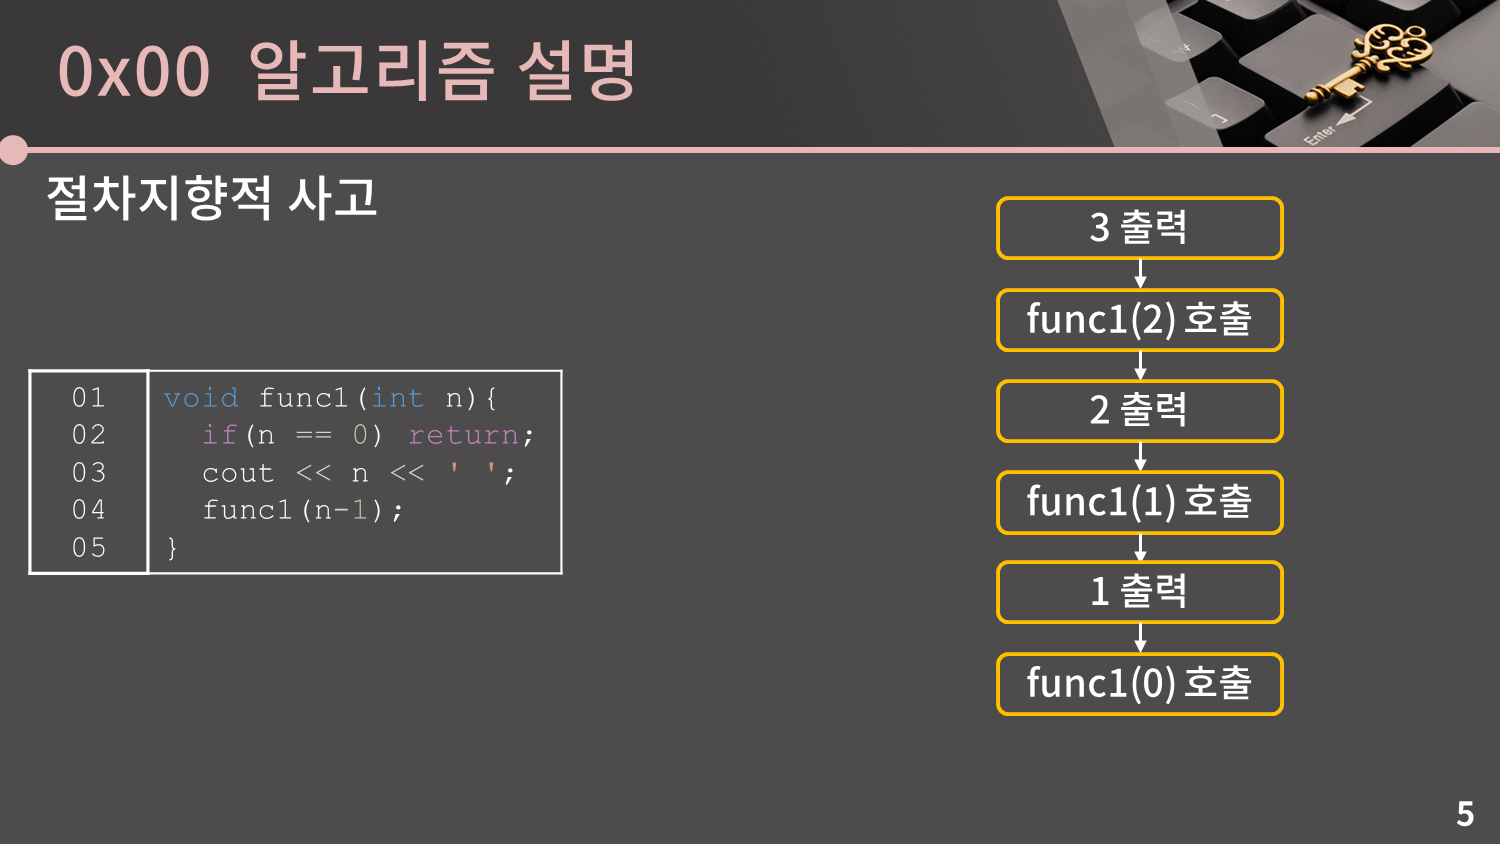 0x00 알고리즘 설명
절차지향적 사고
01 void func1(int n){
02 if(n == 0) return;
03 cout << n << ' ';
04 func1(n-1);
05 }
3 출력
func1(2) 호출
2 출력
func1(1) 호출
1 출력
func1(0) 호출
Enter
5